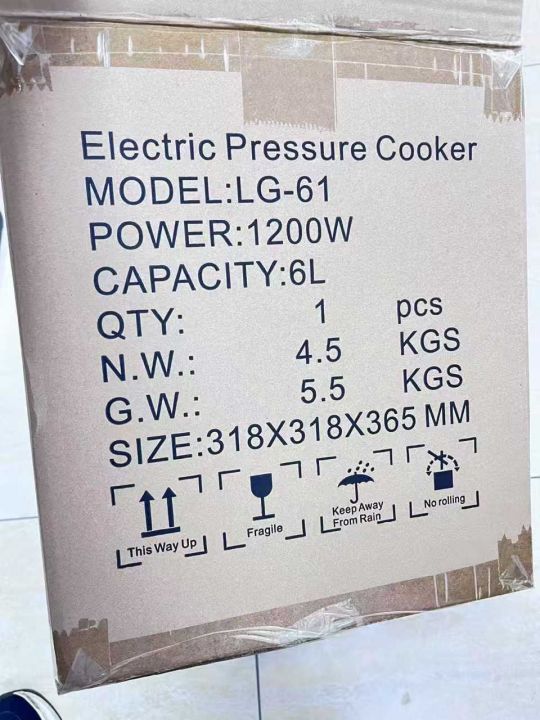 Electric Pressure Cooker
MODEL:LG-61
POWER:1200W
CAPACITY:6L
QTY: 1 pcs
N.W.: 4.5 KGS
G.W.: 5.5 KGS
SIZE:318X318X365 MM
This Way Up
Fragile
Keep Away
From Rain
No rolling